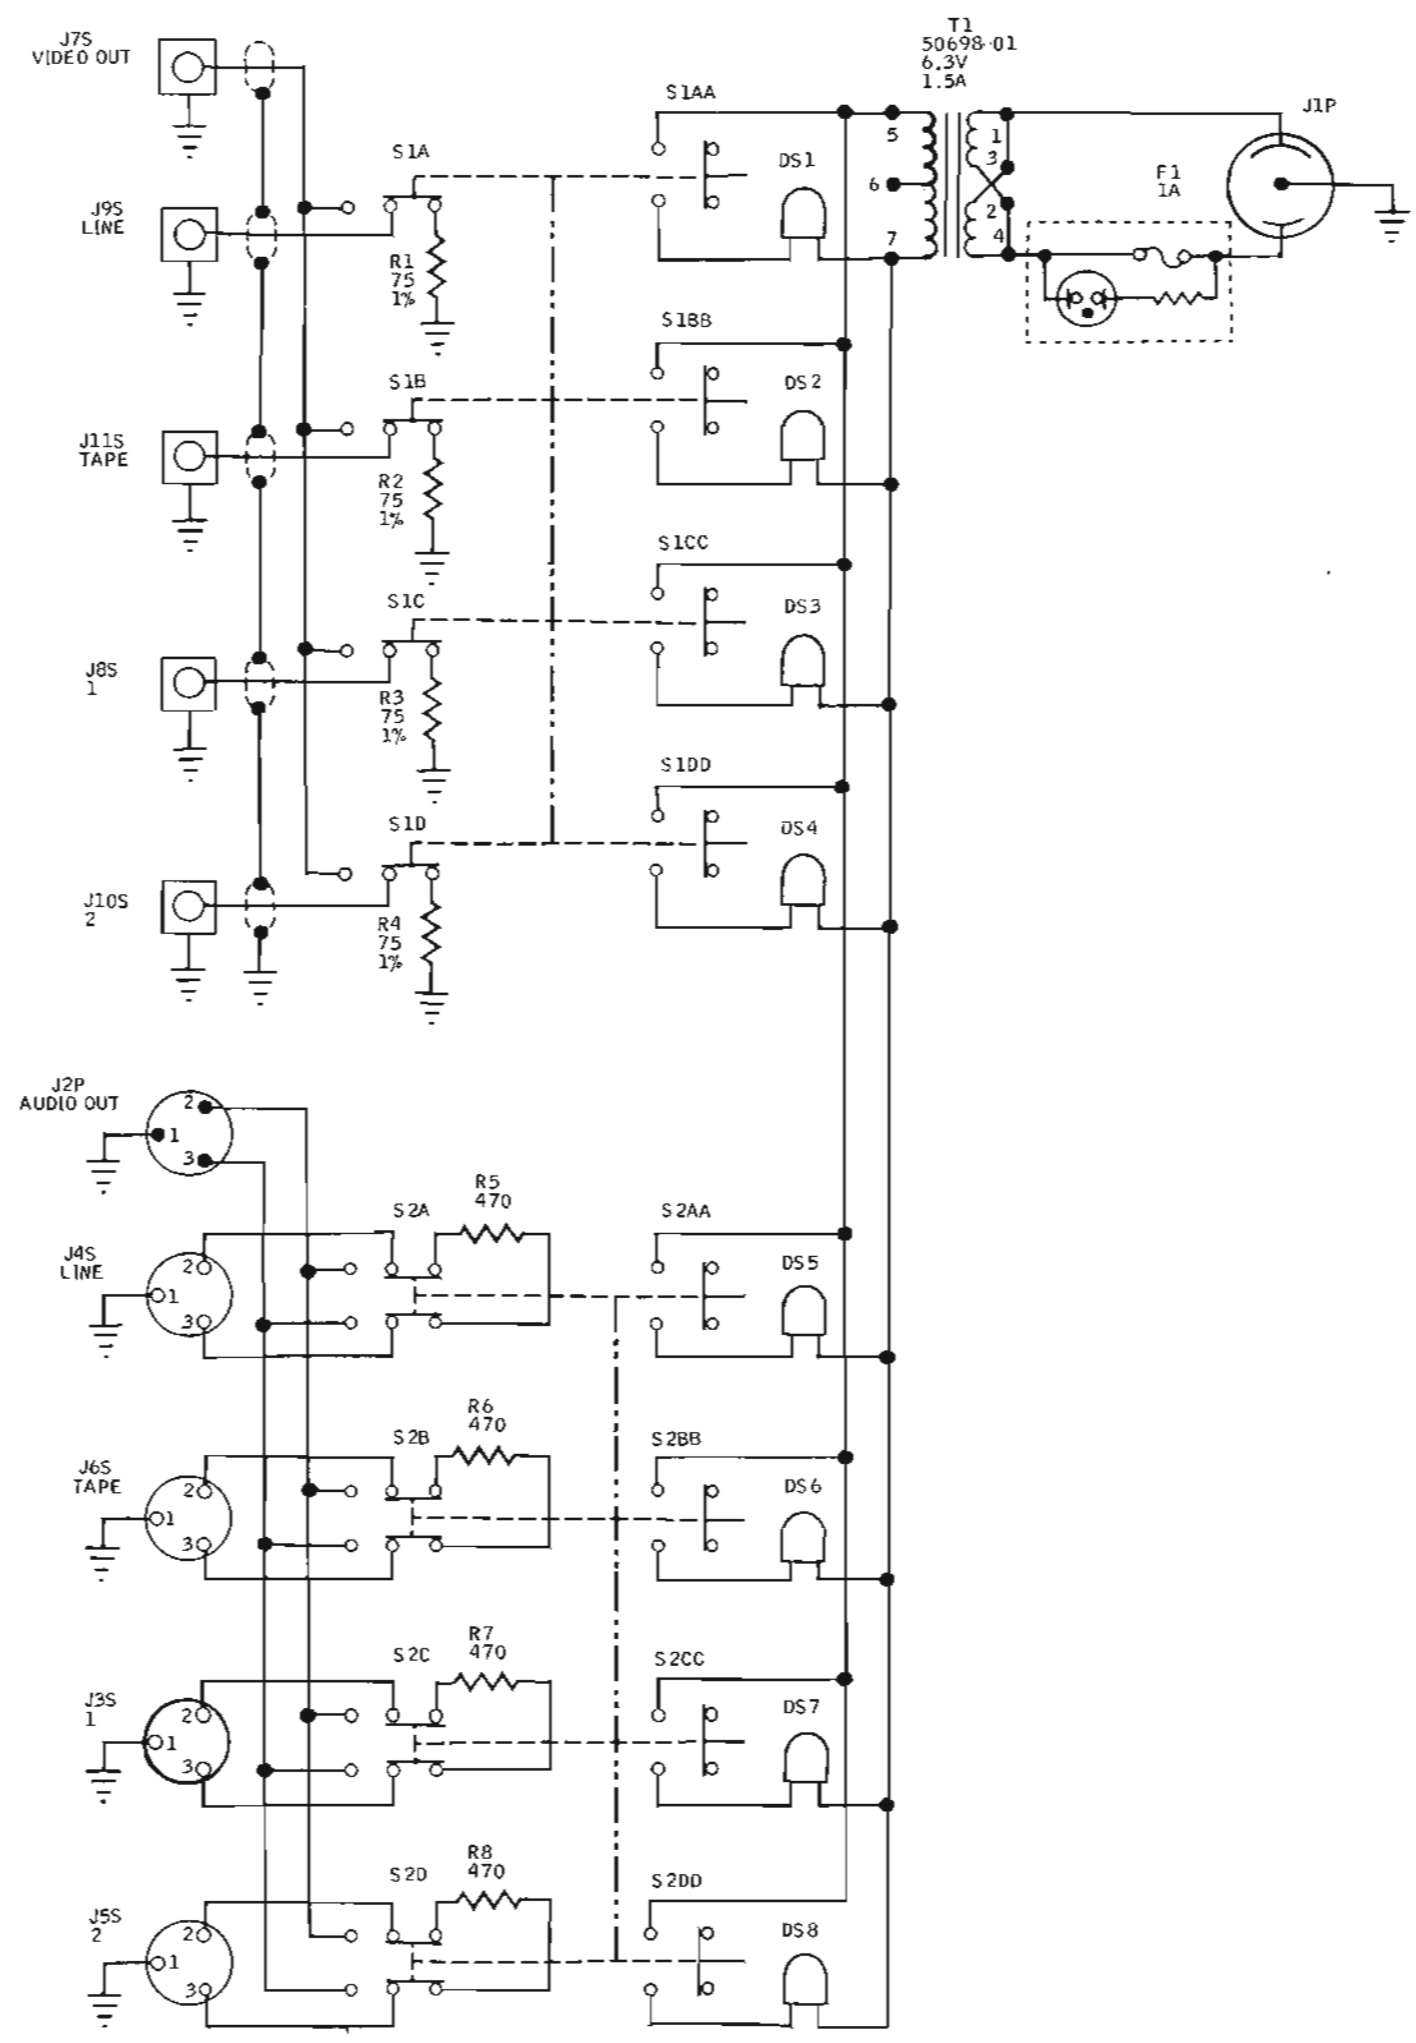 J7S
VIDEO OUT
T1
50698-01
6.3V
1.5A
S1AA
J1P
5
1
S1A
DS1
3
6
F1
1A
J9S
LINE
2
7
4
R1
75
1%
S1BB
S1B
DS2
J11S
TAPE
R2
75
1%
S1CC
S1C
DS3
J8S
1
R3
75
1%
S1DD
S1D
DS4
J10S
2
R4
75
1%
J2P
AUDIO OUT
2
1
3
R5
470
S2A
S2AA
J4S
LINE
DS5
2
1
3
R6
470
S2B
S2BB
J6S
TAPE
DS6
2
1
3
R7
470
S2C
S2CC
J3S
1
DS7
2
1
3
R8
470
S2D
S2DD
J5S
2
DS8
2
1
3